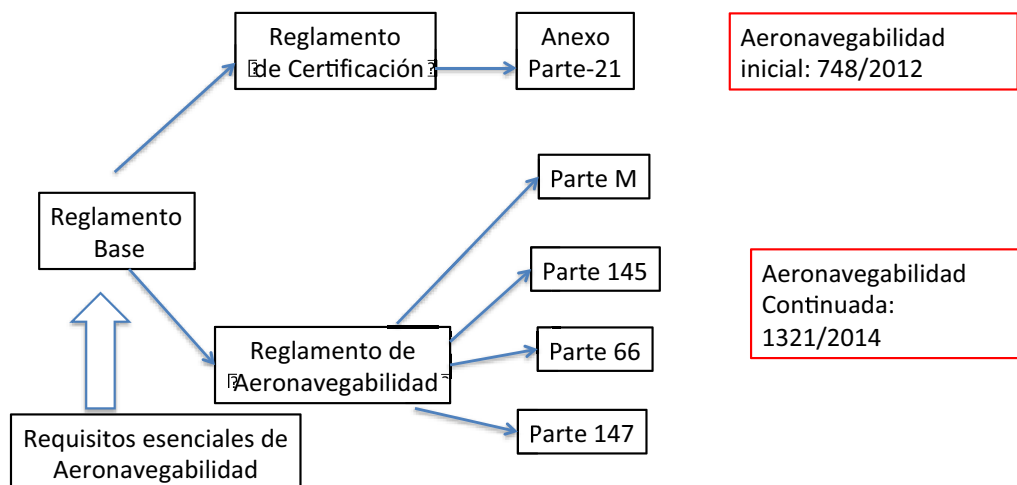 Reglamento
de Certificación
Anexo
Parte-21
Aeronavegabilidad
inicial: 748/2012
Parte M
Reglamento
Base
Parte 145
Aeronavegabilidad
Continuada:
1321/2014
Reglamento de
Aeronavegabilidad
Parte 66
Parte 147
Requisitos esenciales de
Aeronavegabilidad